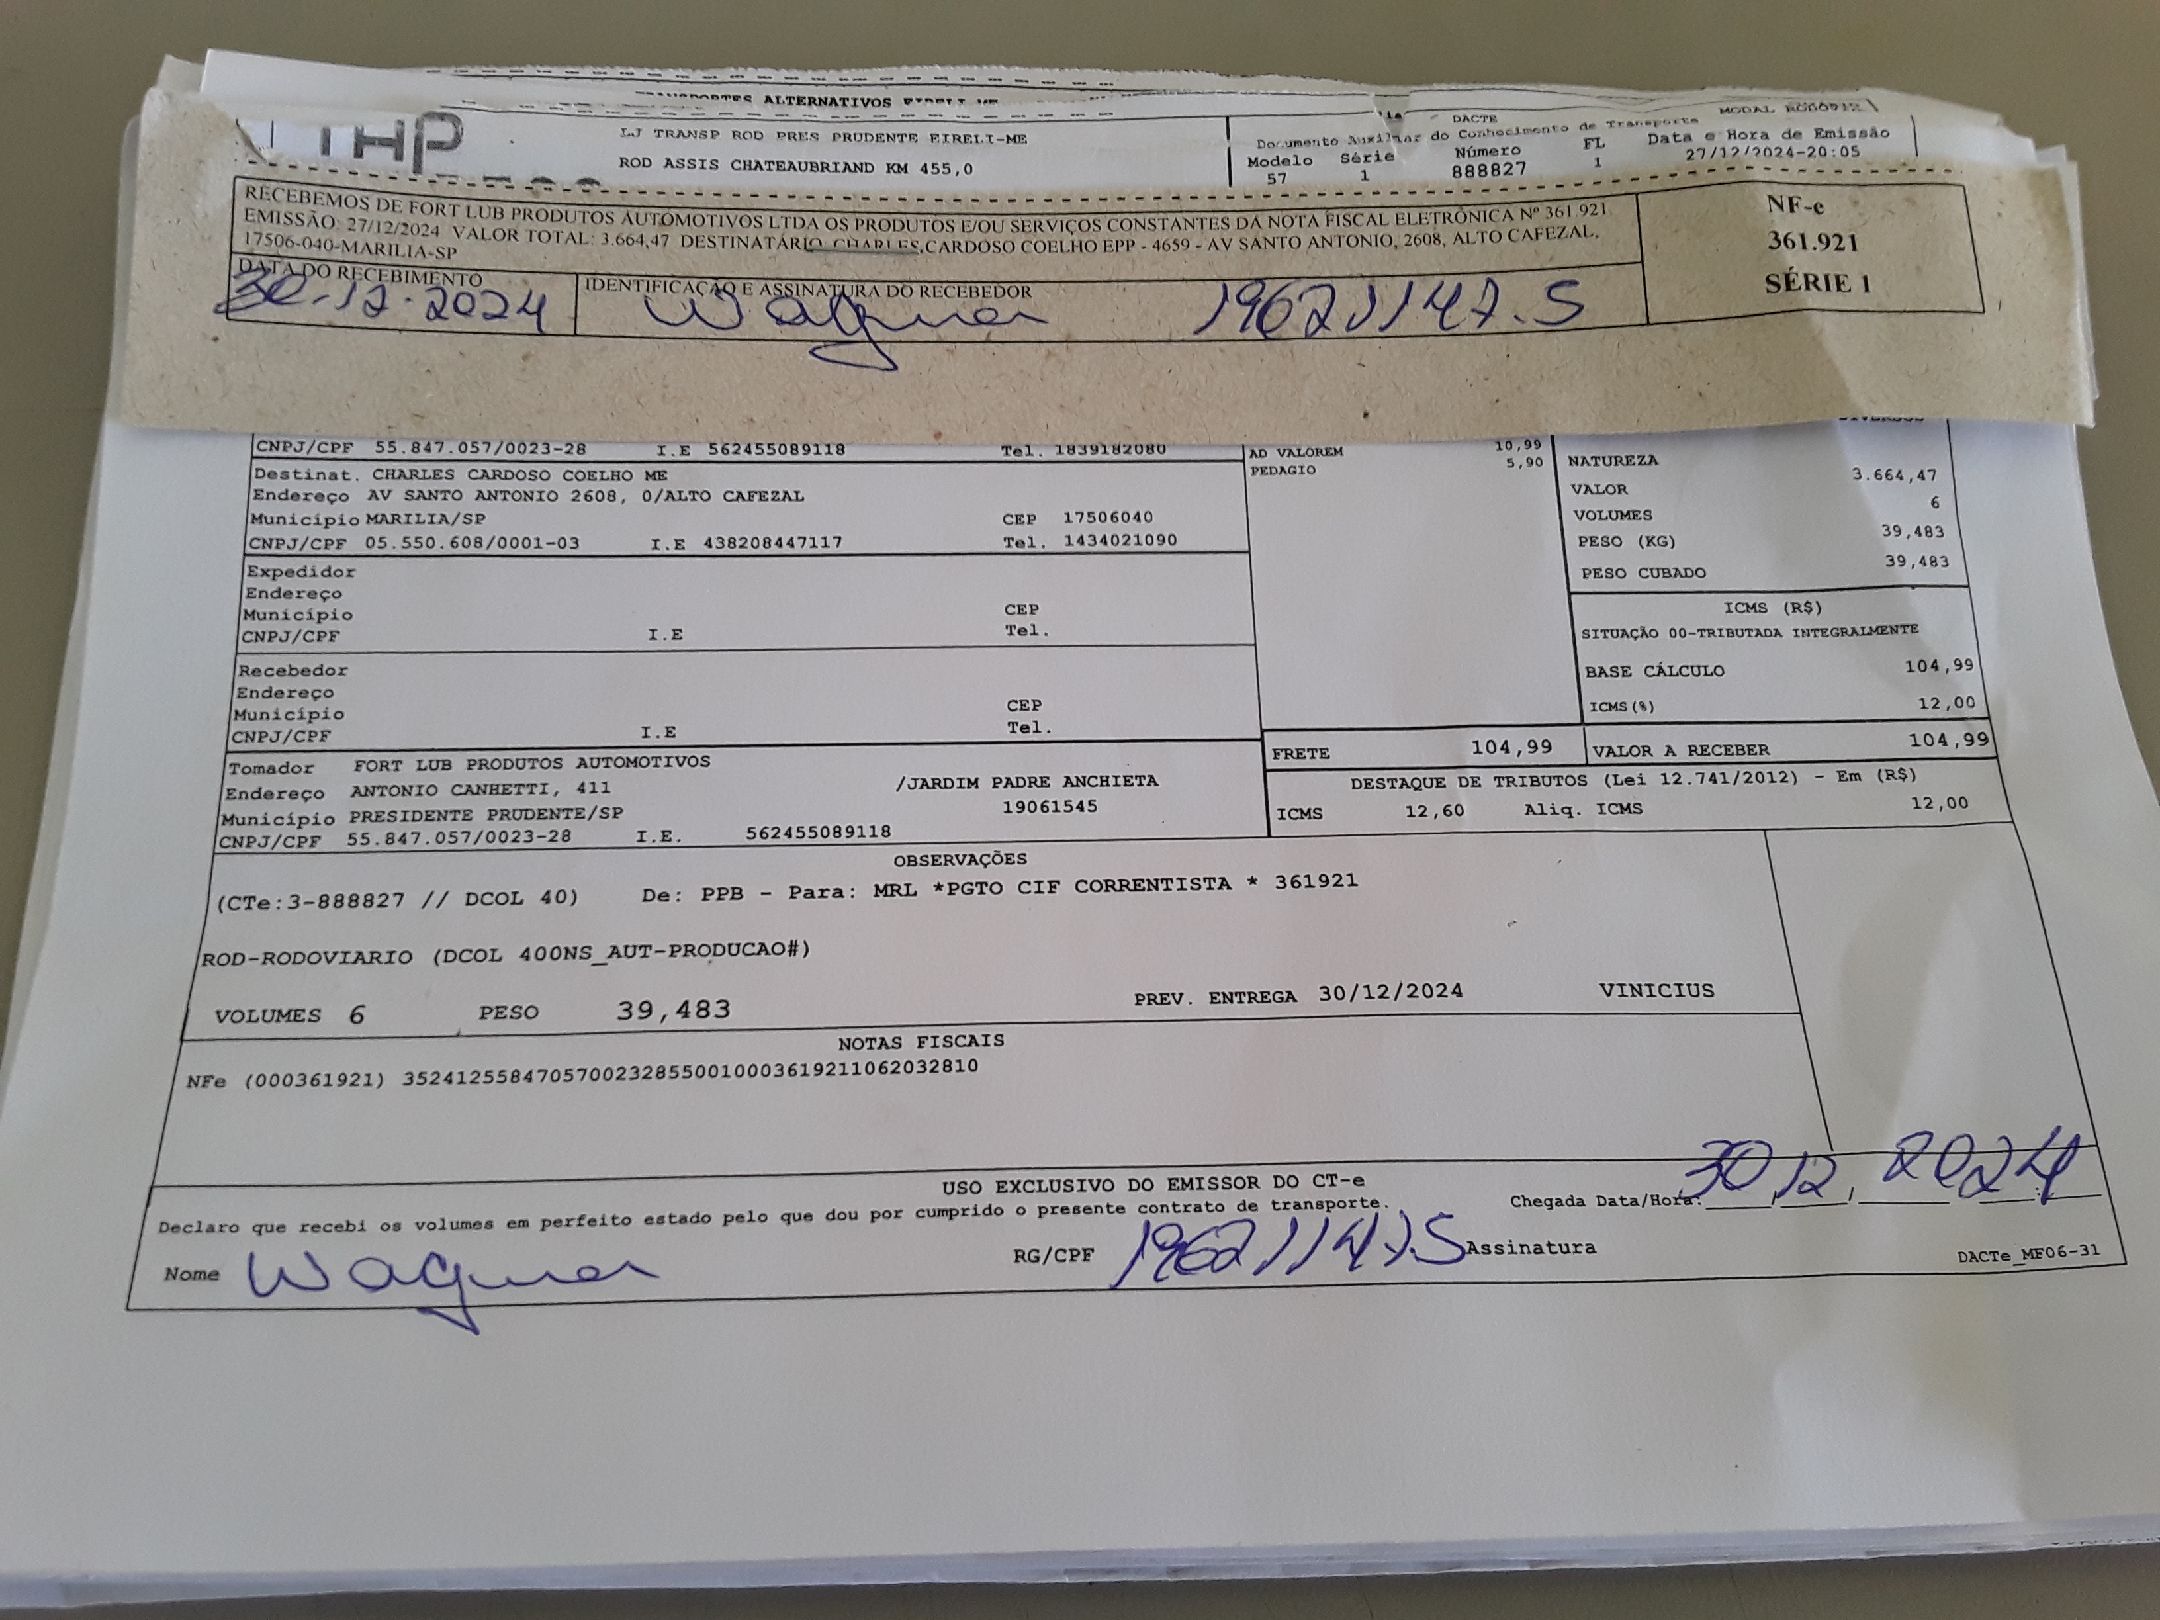 ALTERNATIVOS
LJ TRANSP ROD PRES PRUDENTE EIRELI-ME
ROD ASSIS CHATEAUBRIAND KM 455,0
DACTE
MODAL
Documento Auxiliar do Conhecimento de Transporte
Modelo Série Número FL Data e Hora de Emissão
57 1 888827 1 27/12/2024-20:05
RECEBEMOS DE FORT LUB PRODUTOS AUTOMOTIVOS LTDA OS PRODUTOS E/OU SERVIÇOS CONSTANTES DA NOTA FISCAL ELETRÔNICA Nº 361.921
EMISSÃO: 27/12/2024 VALOR TOTAL: 3.664,47 DESTINATÁRIO: CHARLES CARDOSO COELHO EPP - 4659 - AV SANTO ANTONIO, 2608, ALTO CAFEZAL,
17506-040-MARILIA-SP
NF-e
361.921
SÉRIE 1
DATA DO RECEBIMENTO
30-12-2024
IDENTIFICAÇÃO E ASSINATURA DO RECEBEDOR
Wagner 19621147.5
CNPJ/CPF 55.847.057/0023-28 I.E 562455089118 Tel. 1839182080
Destinat. CHARLES CARDOSO COELHO ME
Endereço AV SANTO ANTONIO 2608, 0/ALTO CAFEZAL
Município MARILIA/SP CEP 17506040
CNPJ/CPF 05.550.608/0001-03 I.E 438208447117 Tel. 1434021090
Expedidor
Endereço
Município CEP
CNPJ/CPF I.E Tel.
Recebedor
Endereço
Município CEP
CNPJ/CPF I.E Tel.
Tomador FORT LUB PRODUTOS AUTOMOTIVOS
Endereço ANTONIO CANHETTI, 411 /JARDIM PADRE ANCHIETA
Município PRESIDENTE PRUDENTE/SP 19061545
CNPJ/CPF 55.847.057/0023-28 I.E. 562455089118
AD VALOREM 10,99
PEDAGIO 5,90
NATUREZA
VALOR 3.664,47
VOLUMES 6
PESO (KG) 39,483
PESO CUBADO 39,483
ICMS (R$)
SITUAÇÃO 00-TRIBUTADA INTEGRALMENTE
BASE CÁLCULO 104,99
ICMS(%) 12,00
FRETE 104,99 VALOR A RECEBER 104,99
DESTAQUE DE TRIBUTOS (Lei 12.741/2012) - Em (R$)
ICMS 12,60 Aliq. ICMS 12,00
OBSERVAÇÕES
(CTe:3-888827 // DCOL 40) De: PPB - Para: MRL *PGTO CIF CORRENTISTA * 361921
ROD-RODOVIARIO (DCOL 400NS_AUT-PRODUCAO#)
VOLUMES 6 PESO 39,483 PREV. ENTREGA 30/12/2024 VINICIUS
NOTAS FISCAIS
NFe (000361921) 35241255847057002328550010003619211062032810
USO EXCLUSIVO DO EMISSOR DO CT-e
Declaro que recebi os volumes em perfeito estado pelo que dou por cumprido o presente contrato de transporte.
Chegada Data/Hora: 30,12, 2024
Nome Wagner RG/CPF 19621147.5 Assinatura
DACTe_MF06-31